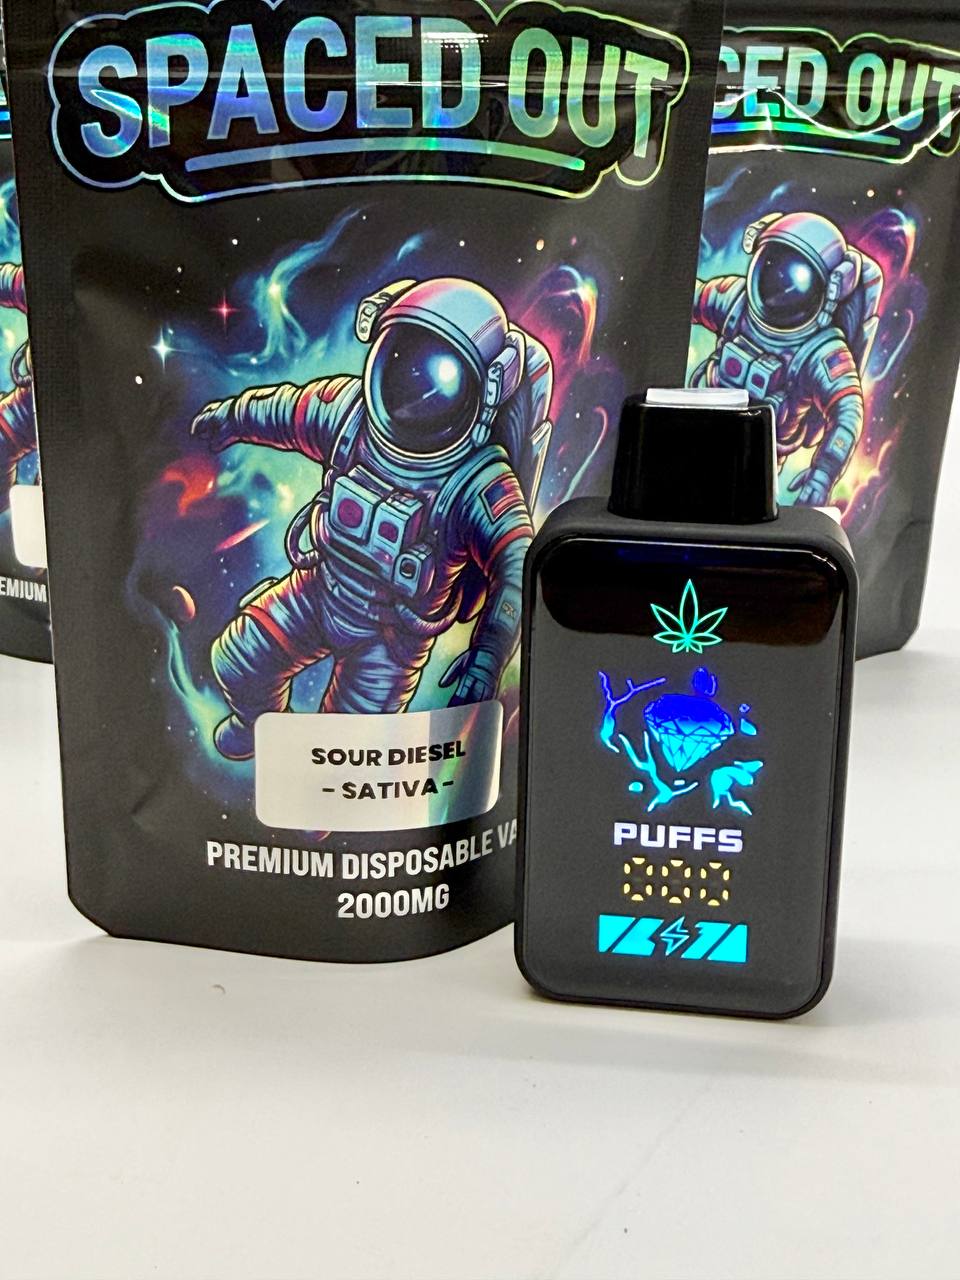 SPACED OUT
CED OUT
SOUR DIESEL
- SATIVA -
PREMIUM DISPOSABLE VA
2000MG
EMIUM
PUFFS
000